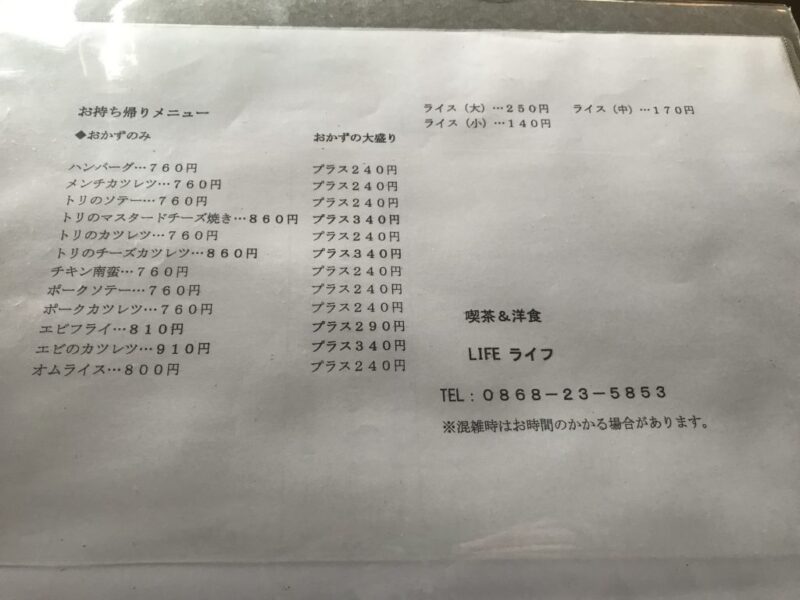 お持ち帰りメニュー
◆おかずのみ
おかずの大盛り
ライス（大）…２５０円 ライス（中）…１７０円
ライス（小）…１４０円
ハンバーグ…７６０円 プラス２４０円
メンチカツレツ…７６０円 プラス２４０円
トリのソテー…７６０円 プラス２４０円
トリのマスタードチーズ焼き…８６０円 プラス３４０円
トリのカツレツ…７６０円 プラス２４０円
トリのチーズカツレツ…８６０円 プラス３４０円
チキン南蛮…７６０円 プラス２４０円
ポークソテー…７６０円 プラス２４０円
ポークカツレツ…７６０円 プラス２４０円
エビフライ…８１０円 プラス２９０円
エビのカツレツ…９１０円 プラス３４０円
オムライス…８００円 プラス２４０円
喫茶＆洋食
LIFE ライフ
TEL：０８６８－２３－５８５３
※混雑時はお時間のかかる場合があります。